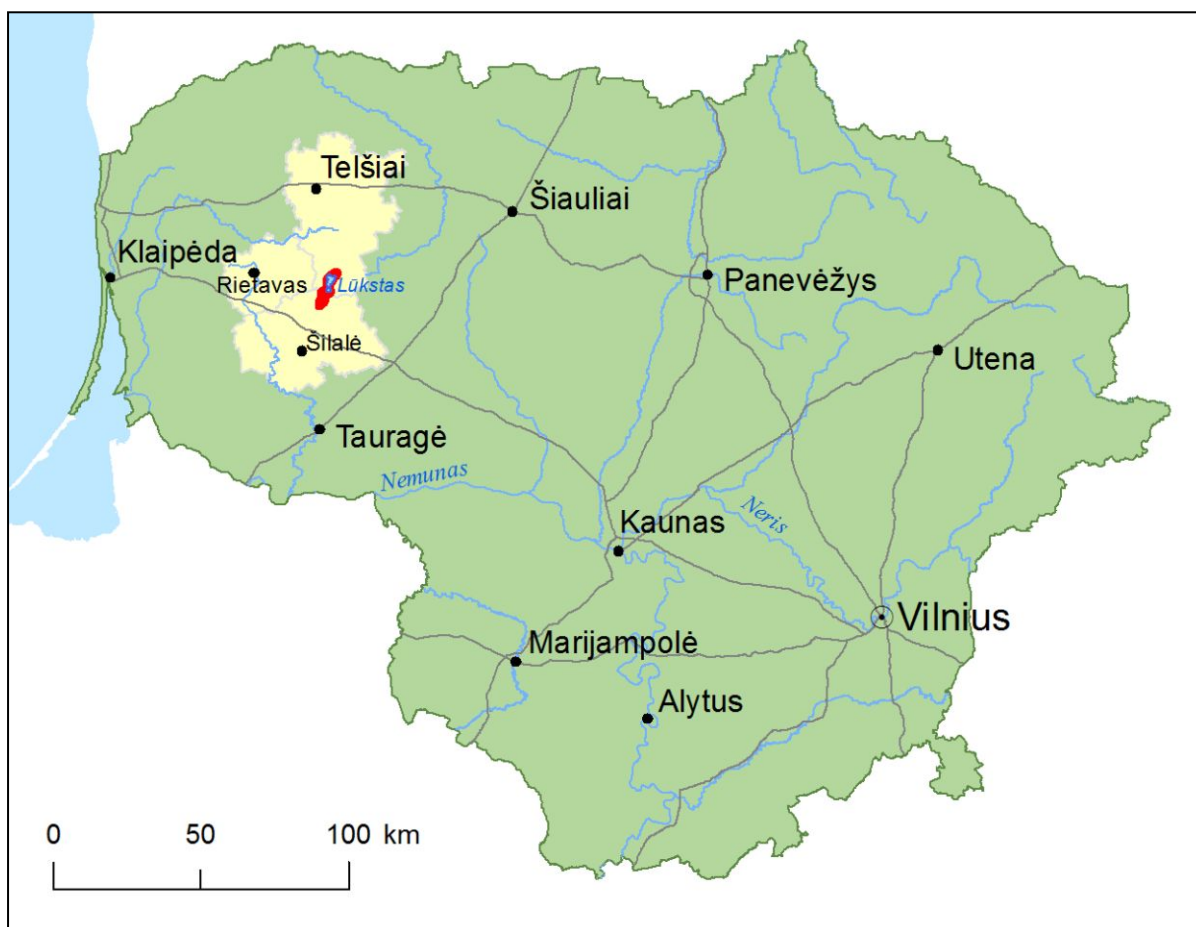 Telšiai
Šiauliai
Klaipėda
Rietavas
Lūkstas
Panevėžys
Šilalė
Utena
Tauragė
Nemunas
Neris
Kaunas
Vilnius
Marijampolė
Alytus
0 50 100 km